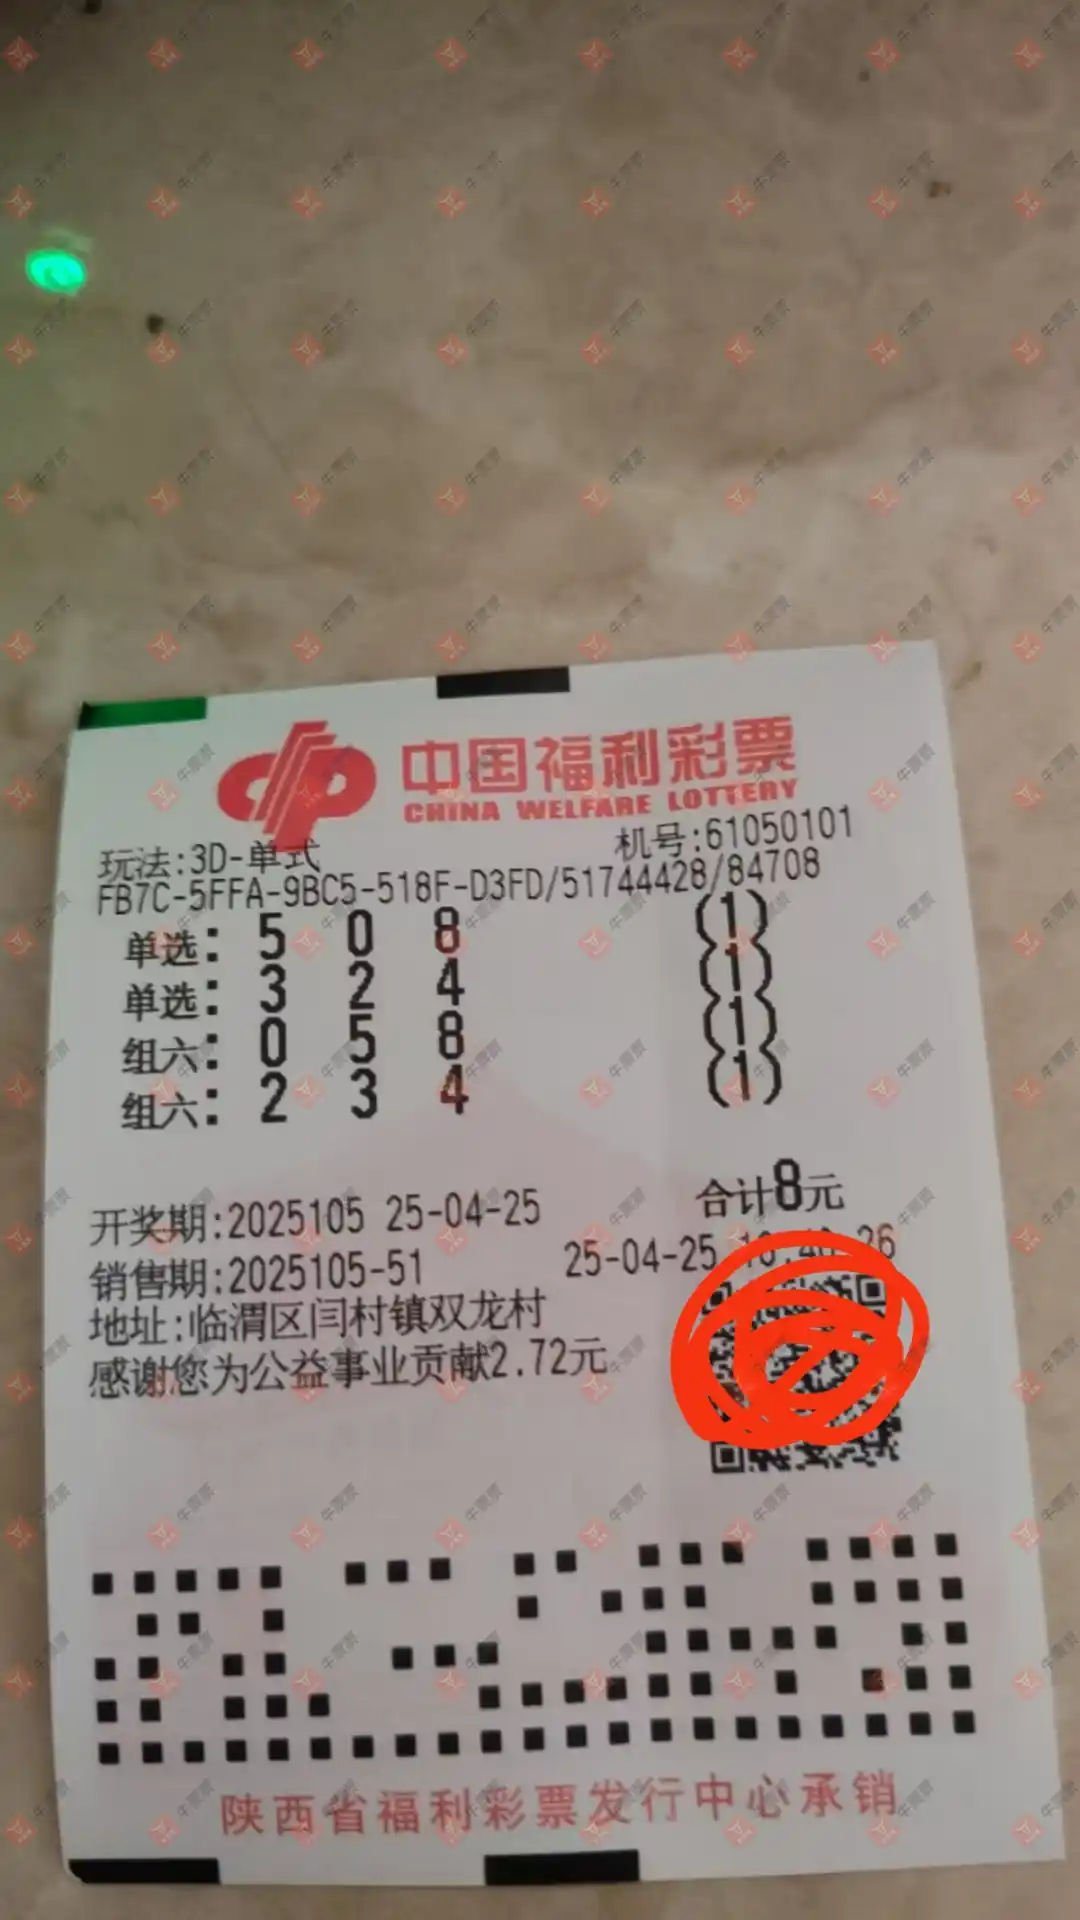 中国福利彩票
CHINA WELFARE LOTTERY
玩法:3D-单式 机号:61050101
FB7C-5FFA-9BC5-518F-D3FD/51744428/84708
单选: 5 0 8 (1)
单选: 3 2 4 (1)
组六: 0 5 8 (1)
组六: 2 3 4 (1)
合计8元
开奖期:2025105 25-04-25
销售期:2025105-51 25-04-25
地址:临渭区闫村镇双龙村
感谢您为公益事业贡献2.72元
陕西省福利彩票发行中心承销